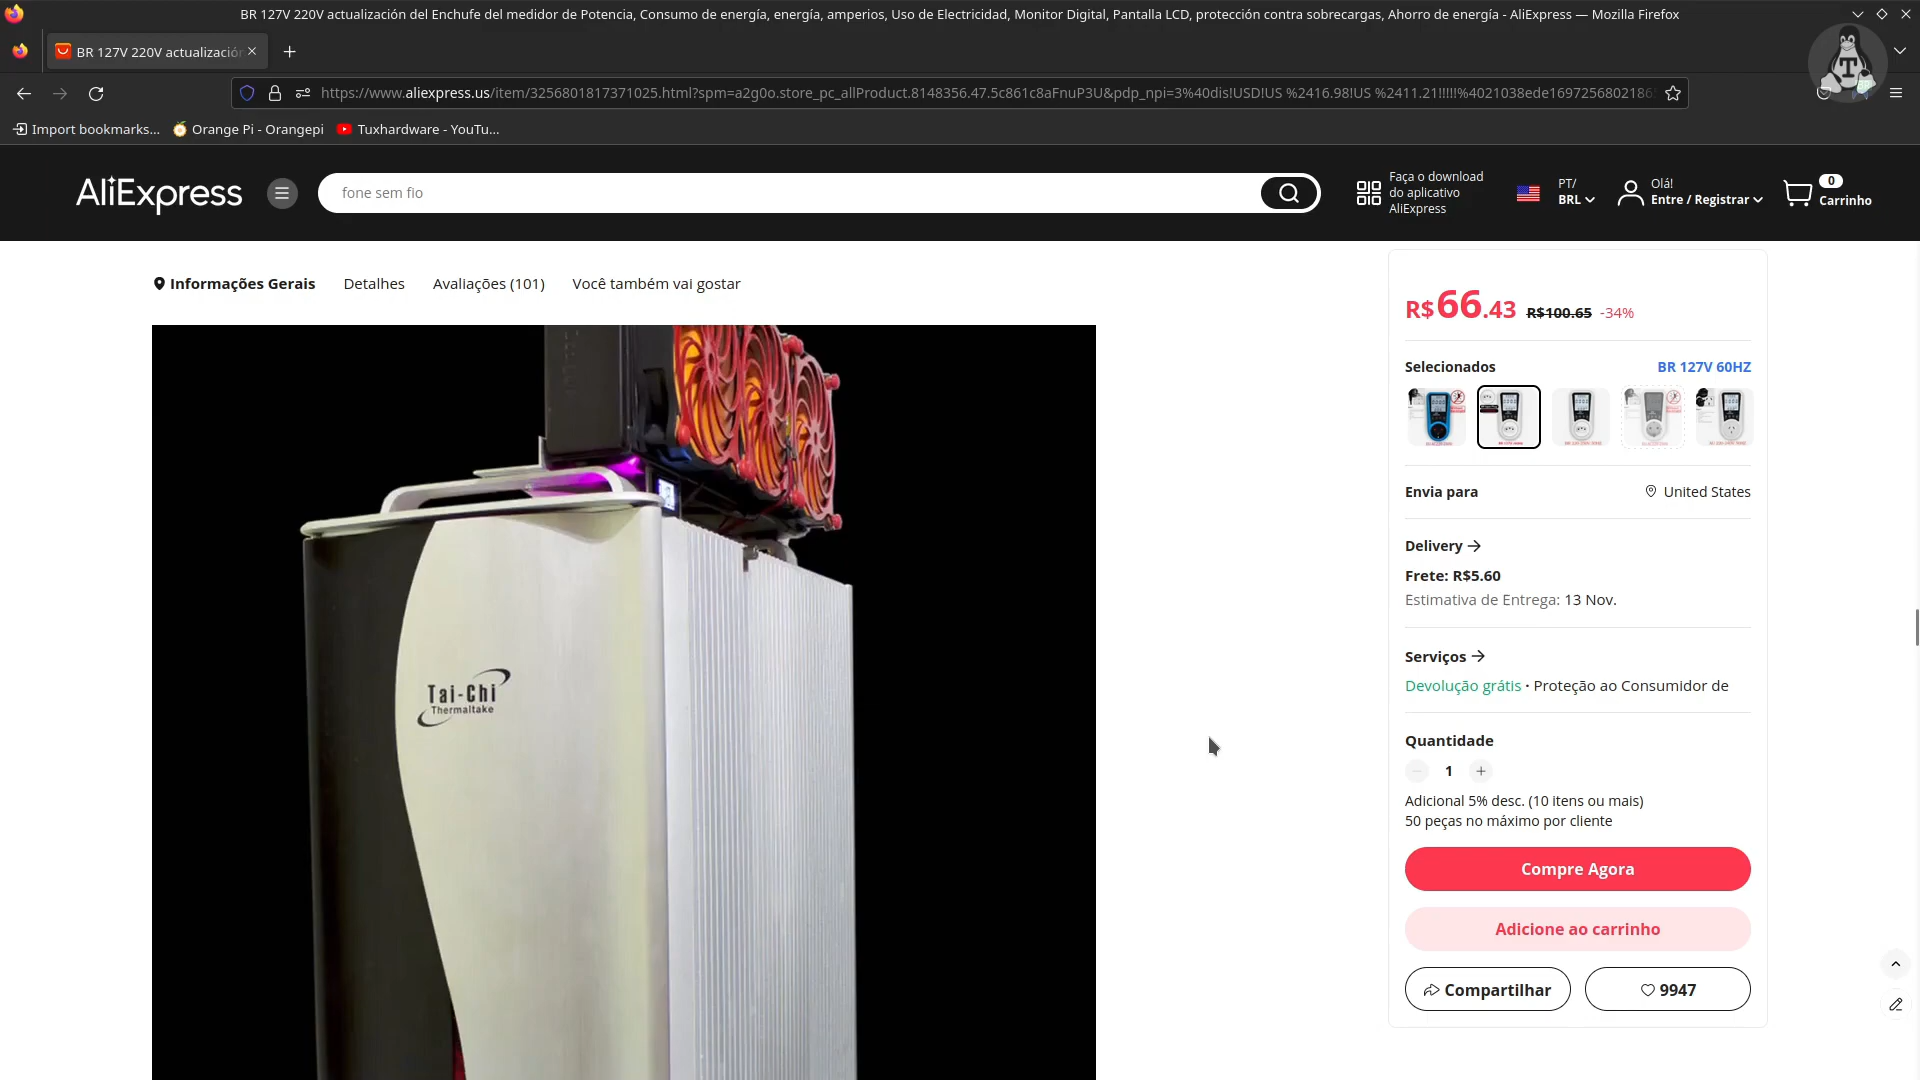 BR 127V 220V actualización del Enchufe del medidor de Potencia, Consumo de energía, energía, amperios, Uso de Electricidad, Monitor Digital, Pantalla LCD, protección contra sobrecargas, Ahorro de energía - AliExpress — Mozilla Firefox
BR 127V 220V actualizació
https://www.aliexpress.us/item/3256801817371025.html?spm=a2g0o.store_pc_allProduct.8148356.47.5c861c8aFnuP3U&pdp_npi=3%40dis!USD!US %2416.98!US %2411.21!!!!!%4021038ede1697256802186
Import bookmarks...
Orange Pi - Orangepi
Tuxhardware - YouTu...
AliExpress
fone sem fio
Faça o download
do aplicativo
AliExpress
PT/
BRL
Olá!
Entre / Registrar
0
Carrinho
Informações Gerais
Detalhes
Avaliações (101)
Você também vai gostar
R$66.43 R$100.65 -34%
Selecionados
BR 127V 60HZ
Envia para
United States
Delivery
Frete: R$5.60
Estimativa de Entrega: 13 Nov.
Serviços
Devolução grátis · Proteção ao Consumidor de
Quantidade
1
Adicional 5% desc. (10 itens ou mais)
50 peças no máximo por cliente
Compre Agora
Adicione ao carrinho
Compartilhar
9947
Tai-Chi
Thermaltake
T